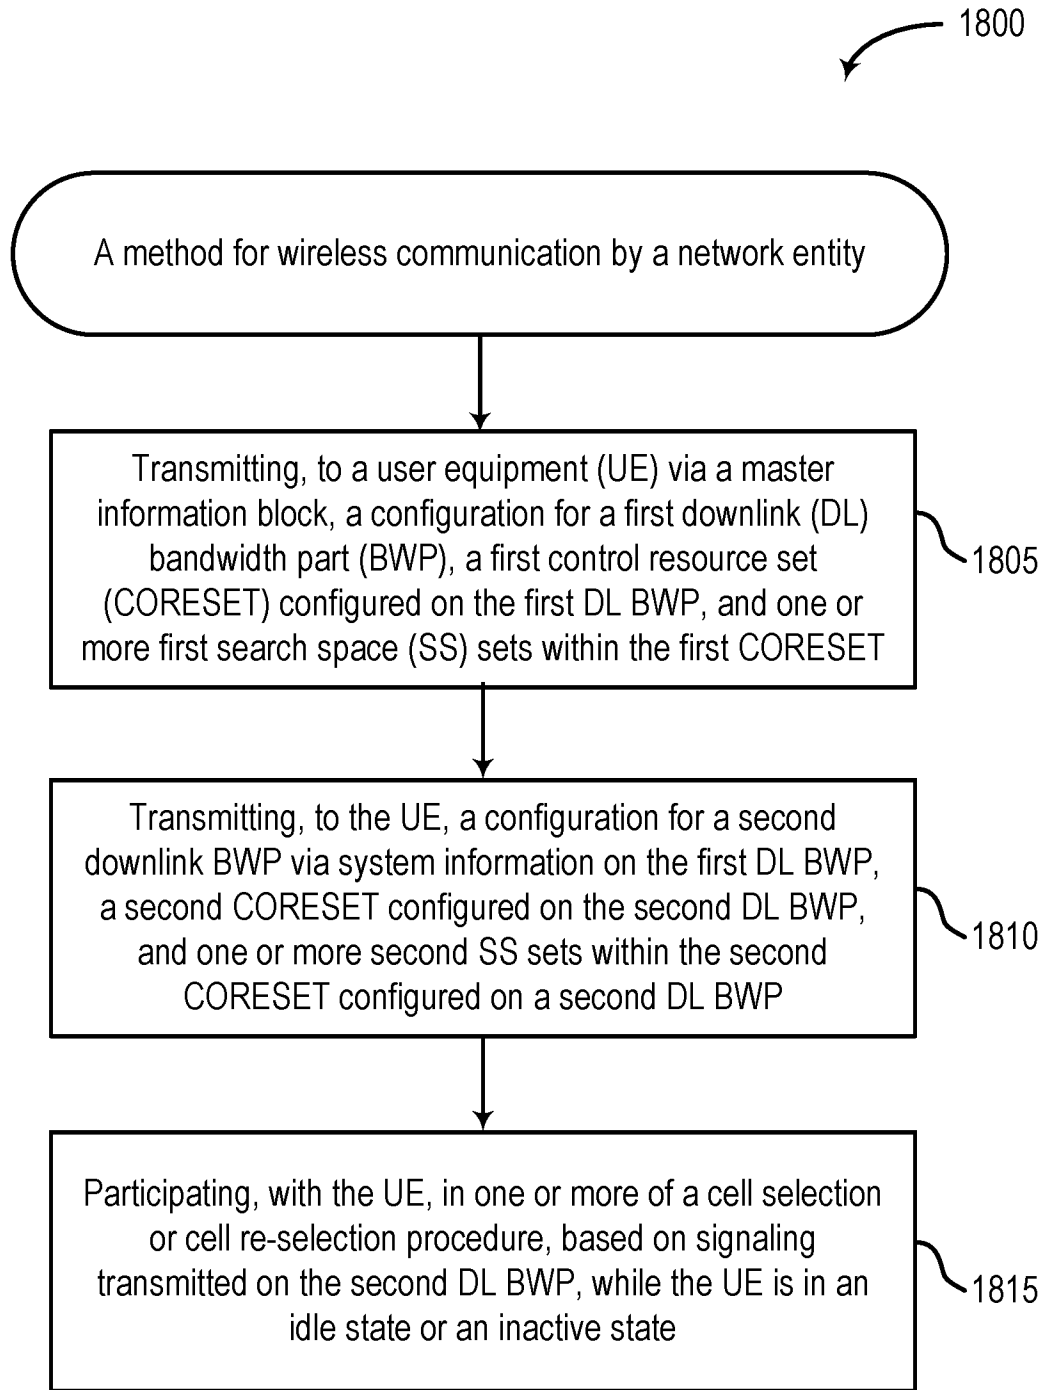 1800
A method for wireless communication by a network entity
Transmitting, to a user equipment (UE) via a master
information block, a configuration for a first downlink (DL)
bandwidth part (BWP), a first control resource set
(CORESET) configured on the first DL BWP, and one or
more first search space (SS) sets within the first CORESET
1805
Transmitting, to the UE, a configuration for a second
downlink BWP via system information on the first DL BWP,
a second CORESET configured on the second DL BWP,
and one or more second SS sets within the second
CORESET configured on a second DL BWP
1810
Participating, with the UE, in one or more of a cell selection
or cell re-selection procedure, based on signaling
transmitted on the second DL BWP, while the UE is in an
idle state or an inactive state
1815